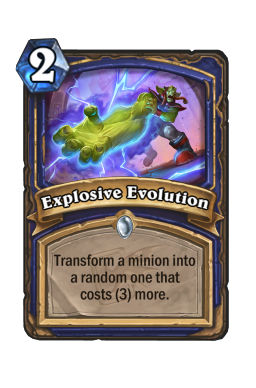 2
Explosive Evolution
Transform a minion into
a random one that
costs (3) more.